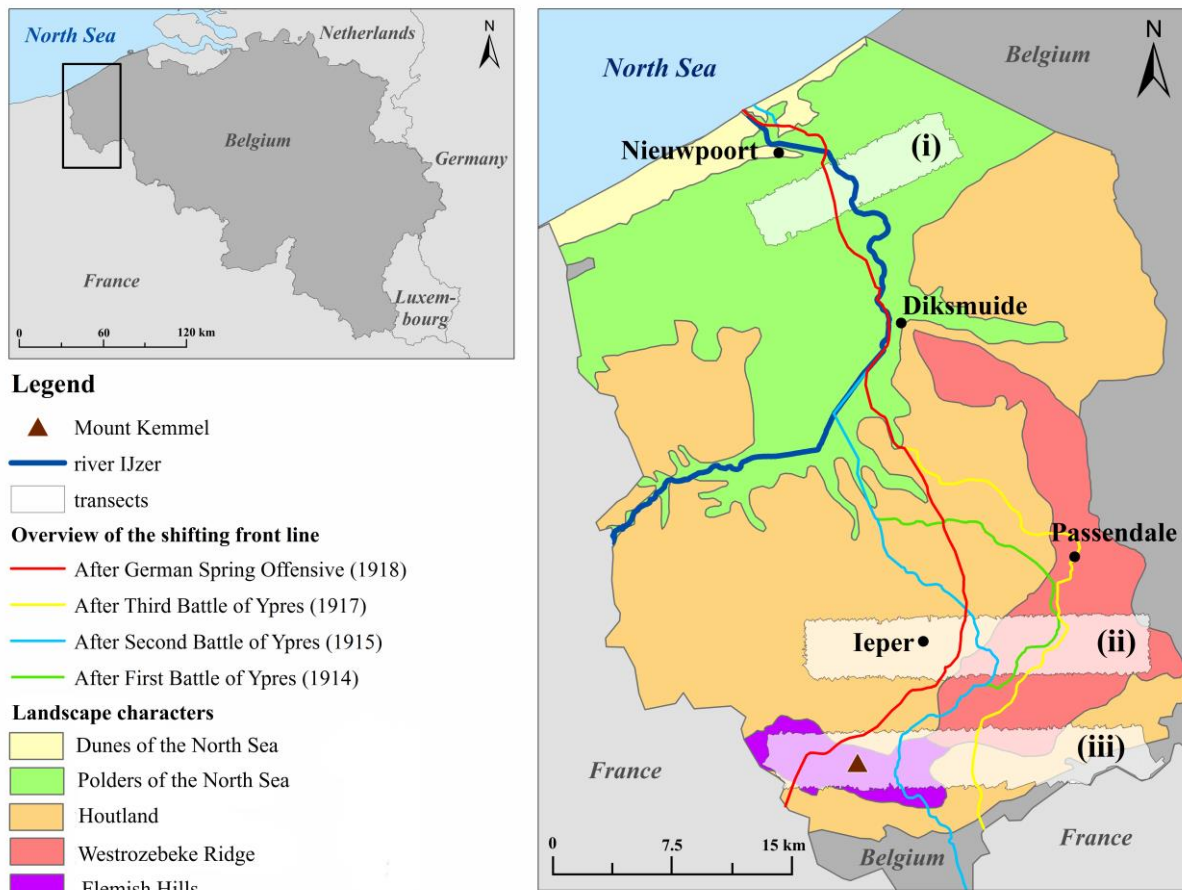 North Sea
Netherlands
N
Belgium
Germany
France
Luxem-
bourg
0 60 120 km
Legend
Mount Kemmel
river IJzer
transects
Overview of the shifting front line
After German Spring Offensive (1918)
After Third Battle of Ypres (1917)
After Second Battle of Ypres (1915)
After First Battle of Ypres (1914)
Landscape characters
Dunes of the North Sea
Polders of the North Sea
Houtland
Westrozebeke Ridge
Flemish Hills
N
Belgium
North Sea
Nieuwpoort
(i)
Diksmuide
Passendale
Ieper
(ii)
(iii)
France
France
Belgium
0 7.5 15 km